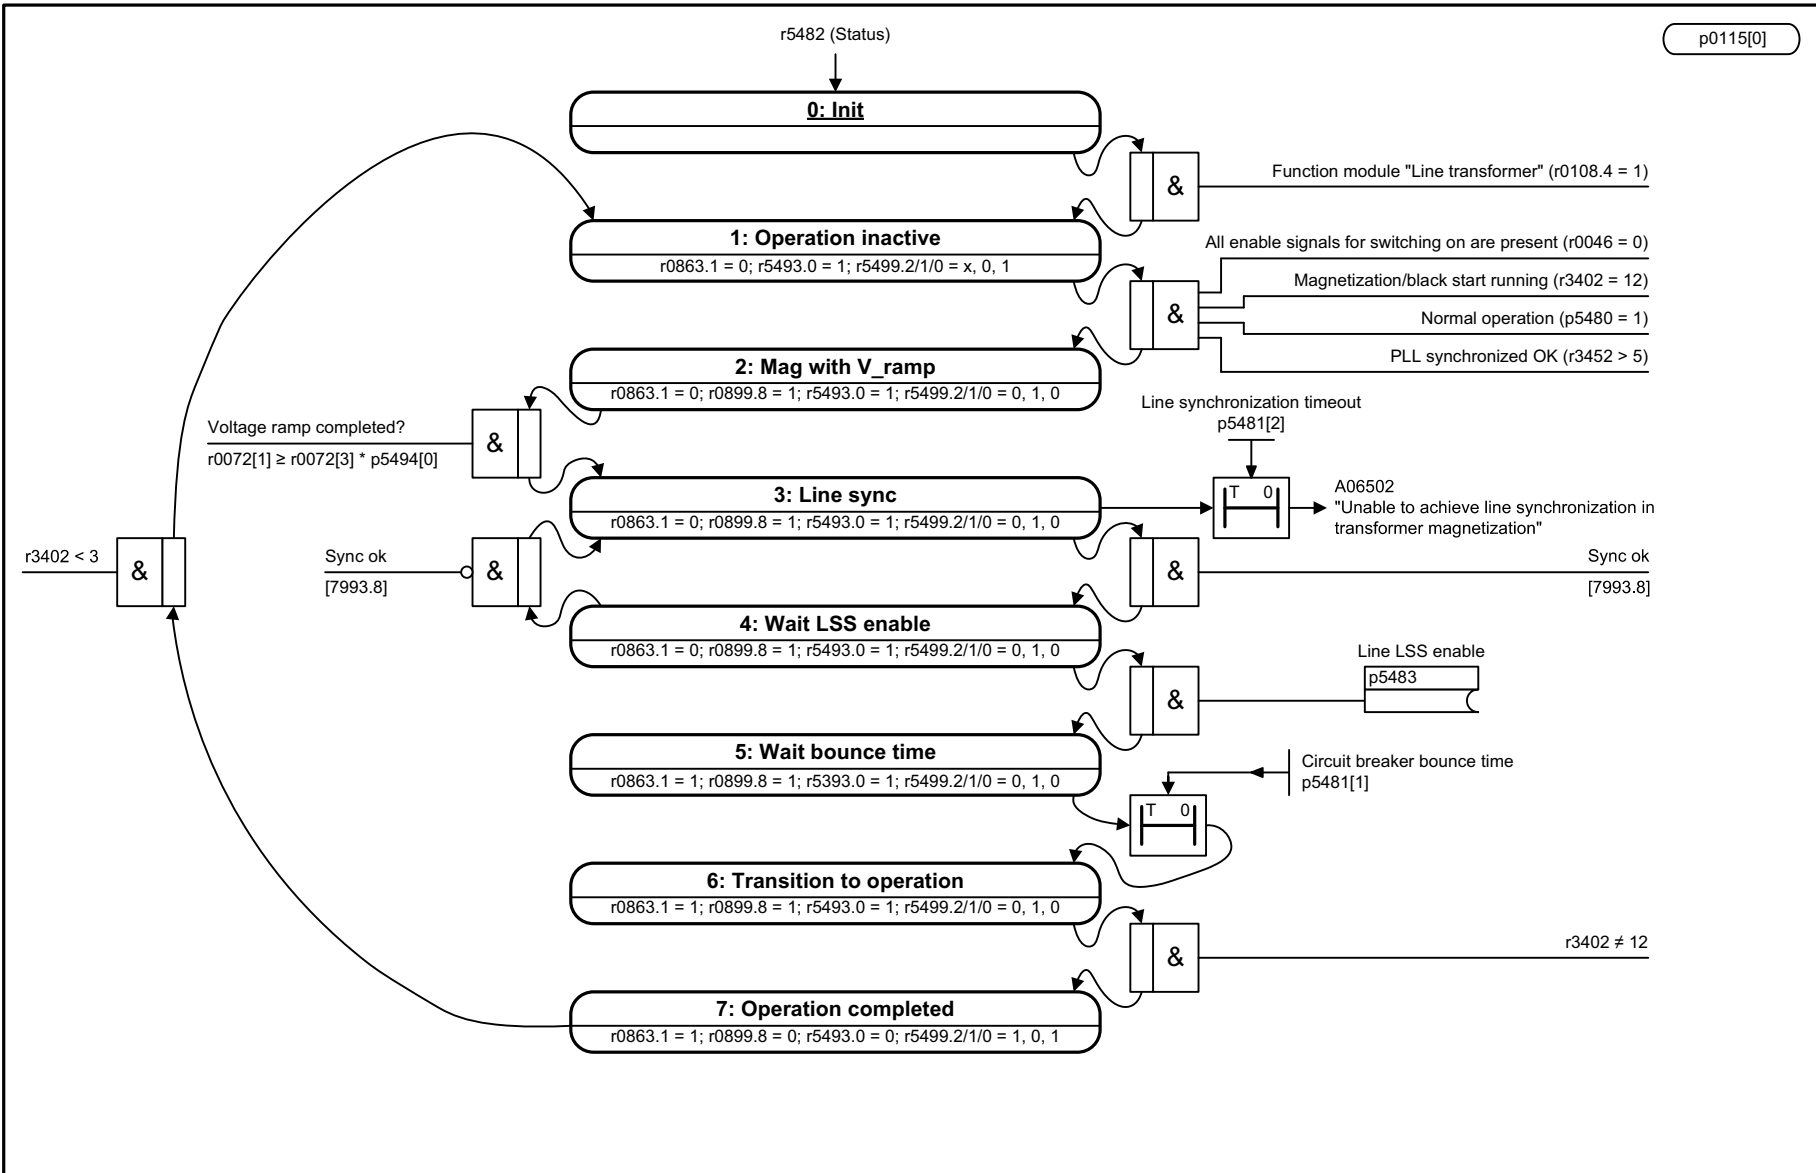 r5482 (Status)
p0115[0]
0: Init
Function module "Line transformer" (r0108.4 = 1)
1: Operation inactive
r0863.1 = 0; r5493.0 = 1; r5499.2/1/0 = x, 0, 1
&
All enable signals for switching on are present (r0046 = 0)
Magnetization/black start running (r3402 = 12)
Normal operation (p5480 = 1)
PLL synchronized OK (r3452 > 5)
&
2: Mag with V_ramp
r0863.1 = 0; r0899.8 = 1; r5493.0 = 1; r5499.2/1/0 = 0, 1, 0
Voltage ramp completed?
r0072[1] ≥ r0072[3] * p5494[0]
&
Line synchronization timeout
p5481[2]
3: Line sync
r0863.1 = 0; r0899.8 = 1; r5493.0 = 1; r5499.2/1/0 = 0, 1, 0
T 0
A06502
"Unable to achieve line synchronization in
transformer magnetization"
r3402 < 3
&
Sync ok
[7993.8]
&
&
Sync ok
[7993.8]
4: Wait LSS enable
r0863.1 = 0; r0899.8 = 1; r5493.0 = 1; r5499.2/1/0 = 0, 1, 0
&
Line LSS enable
p5483
5: Wait bounce time
r0863.1 = 1; r0899.8 = 1; r5393.0 = 1; r5499.2/1/0 = 0, 1, 0
Circuit breaker bounce time
p5481[1]
T 0
6: Transition to operation
r0863.1 = 1; r0899.8 = 1; r5493.0 = 1; r5499.2/1/0 = 0, 1, 0
&
r3402 ≠ 12
7: Operation completed
r0863.1 = 1; r0899.8 = 0; r5493.0 = 0; r5499.2/1/0 = 1, 0, 1